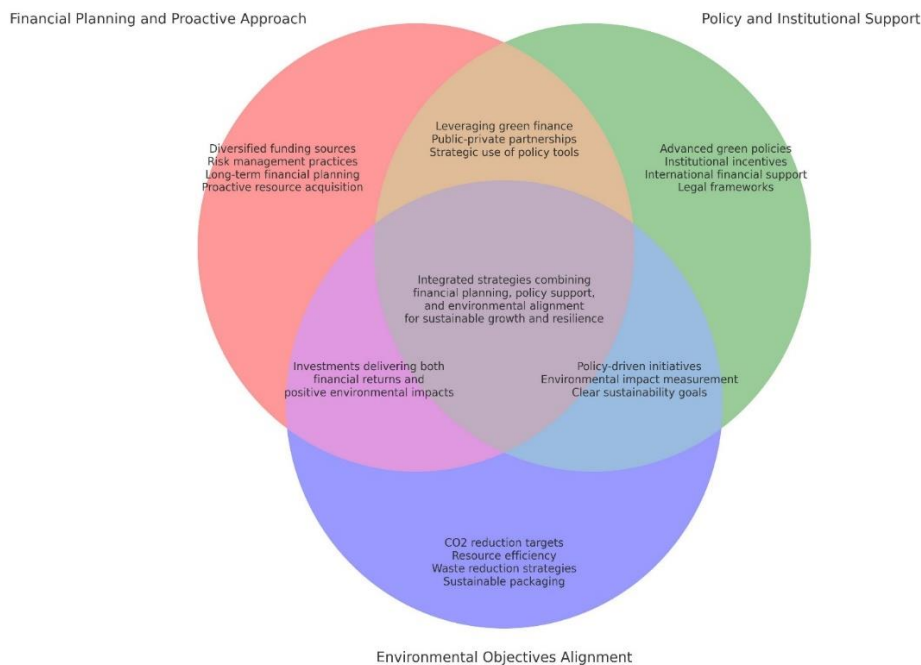 Financial Planning and Proactive Approach
Policy and Institutional Support
Leveraging green finance
Public-private partnerships
Strategic use of policy tools
Diversified funding sources
Risk management practices
Long-term financial planning
Proactive resource acquisition
Advanced green policies
Institutional incentives
International financial support
Legal frameworks
Integrated strategies combining
financial planning, policy support,
and environmental alignment
for sustainable growth and resilience
Investments delivering both
financial returns and
positive environmental impacts
Policy-driven initiatives
Environmental impact measurement
Clear sustainability goals
CO2 reduction targets
Resource efficiency
Waste reduction strategies
Sustainable packaging
Environmental Objectives Alignment